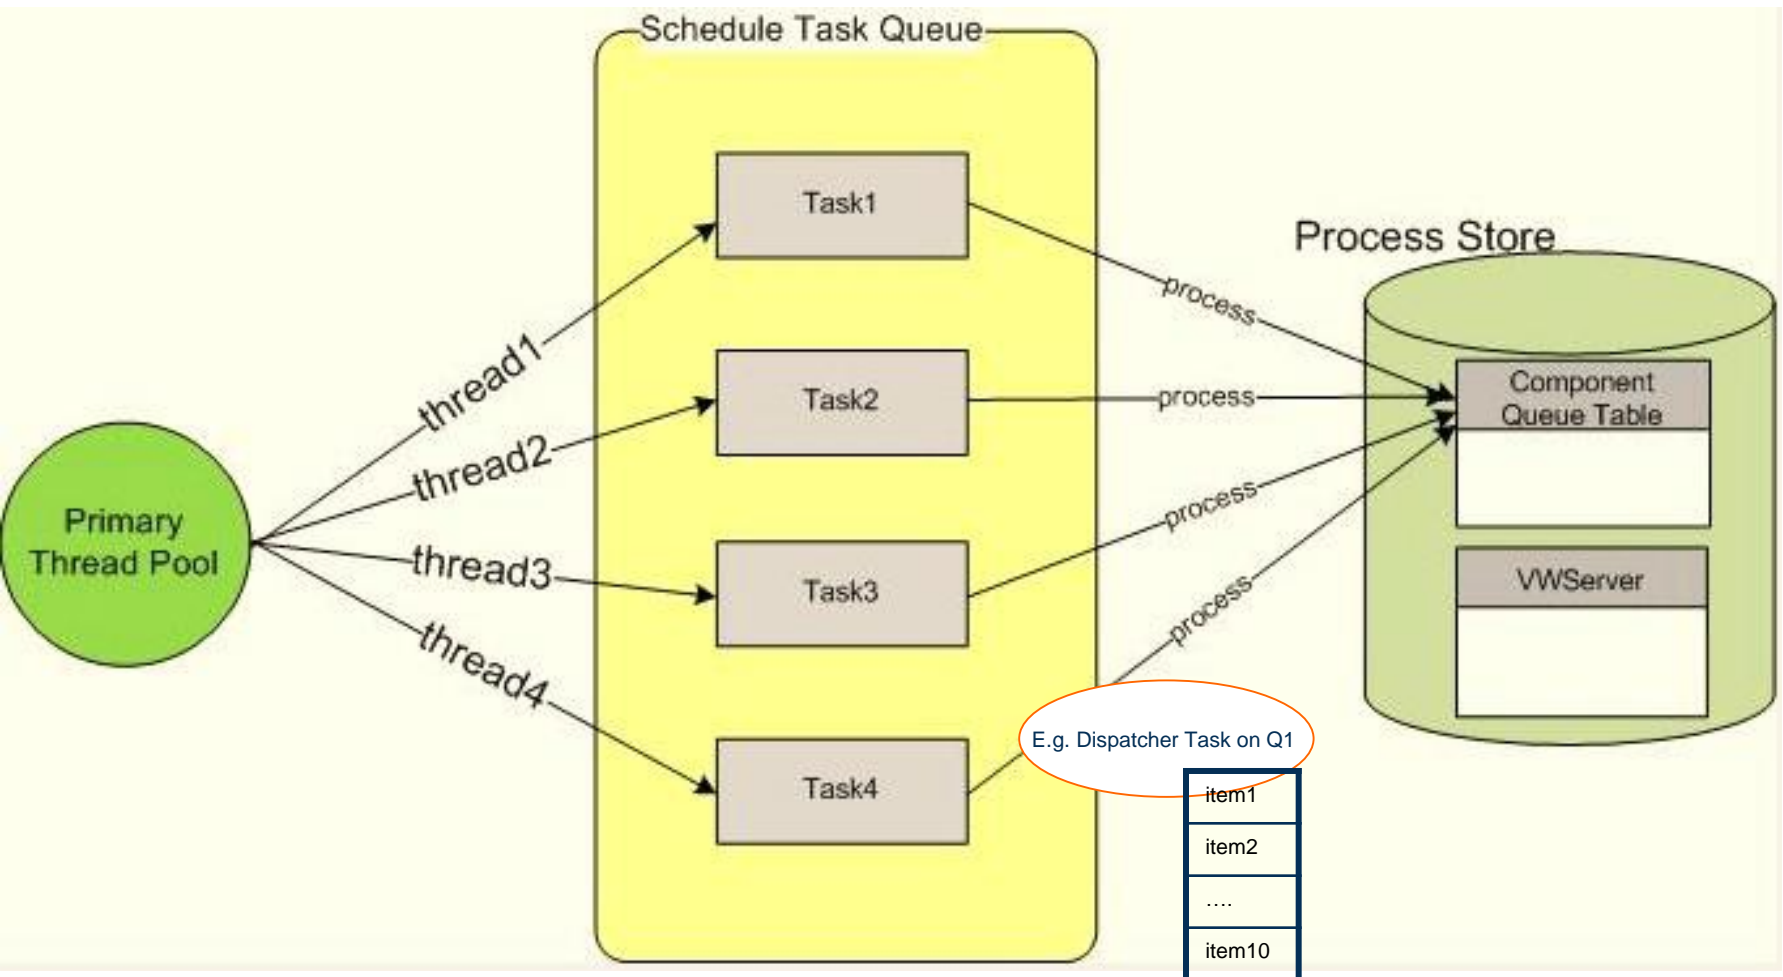 Schedule Task Queue
Task1
process
Process Store
thread1
Task2
process
Component
Queue Table
thread2
Primary
Thread Pool
thread3
Task3
process
VWServer
thread4
process
Task4
E.g. Dispatcher Task on Q1
item1
item2
....
item10